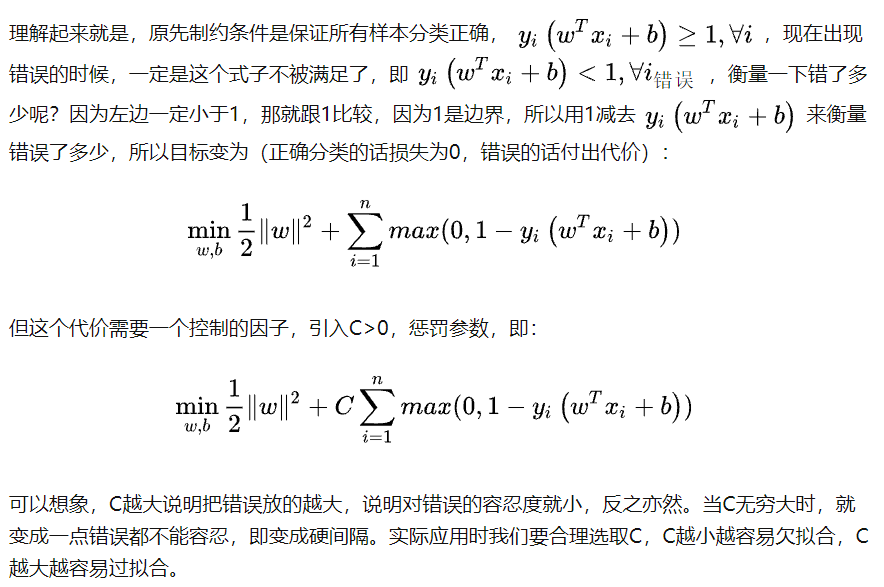 理解起来就是，原先制约条件是保证所有样本分类正确， $y_i\left(w^T x_i + b\right) \geq 1, \forall i$ ，现在出现
错误的时候，一定是这个式子不被满足了，即 $y_i\left(w^T x_i + b\right) < 1, \forall i_{错误}$ ，衡量一下错了多
少呢？因为左边一定小于1，那就跟1比较，因为1是边界，所以用1减去 $y_i\left(w^T x_i + b\right)$ 来衡量
错误了多少，所以目标变为（正确分类的话损失为0，错误的话付出代价）：
$\min_{w,b} \frac{1}{2}\|w\|^2 + \sum_{i=1}^{n} max(0, 1 - y_i\left(w^T x_i + b\right))$
但这个代价需要一个控制的因子，引入C>0，惩罚参数，即：
$\min_{w,b} \frac{1}{2}\|w\|^2 + C\sum_{i=1}^{n} max(0, 1 - y_i\left(w^T x_i + b\right))$
可以想象，C越大说明把错误放的越大，说明对错误的容忍度就小，反之亦然。当C无穷大时，就
变成一点错误都不能容忍，即变成硬间隔。实际应用时我们要合理选取C，C越小越容易欠拟合，C
越大越容易过拟合。